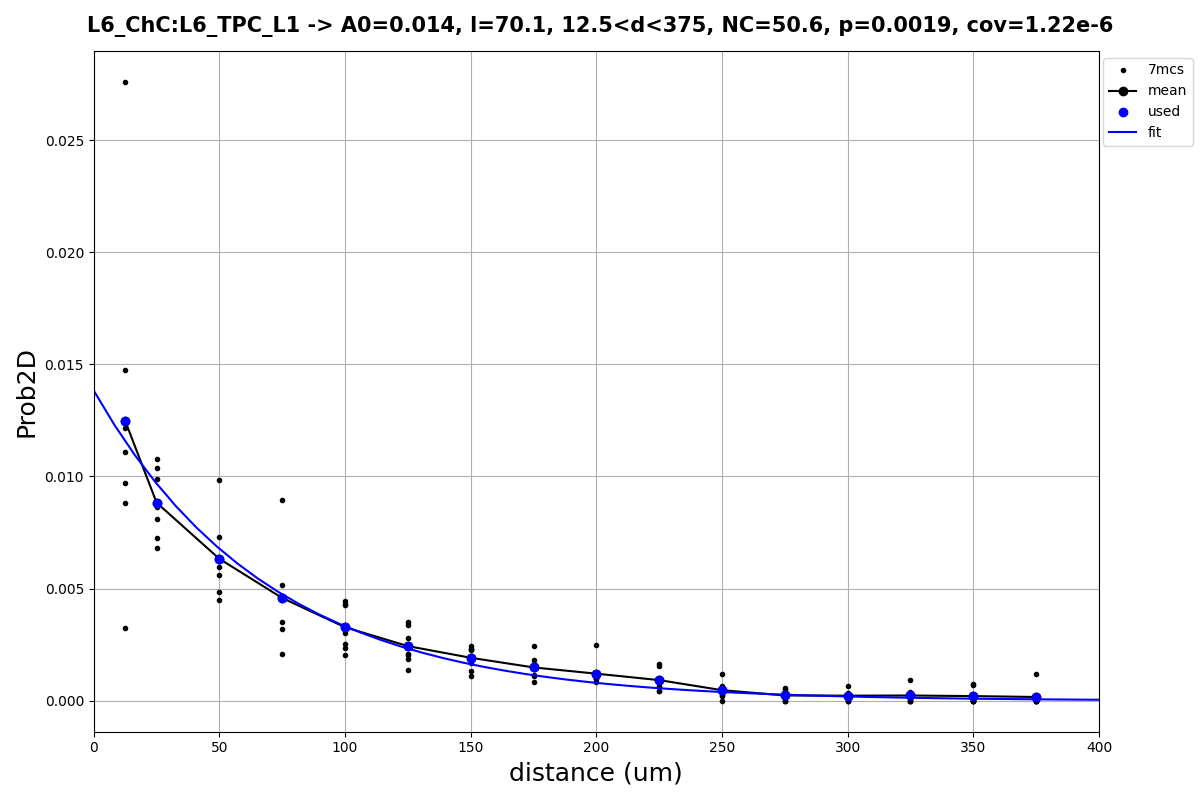 L6_ChC:L6_TPC_L1 -> A0=0.014, l=70.1, 12.5<d<375, NC=50.6, p=0.0019, cov=1.22e-6
7mcs
mean
used
fit
0.025
0.020
0.015
0.010
0.005
0.000
Prob2D
0 50 100 150 200 250 300 350 400
distance (um)